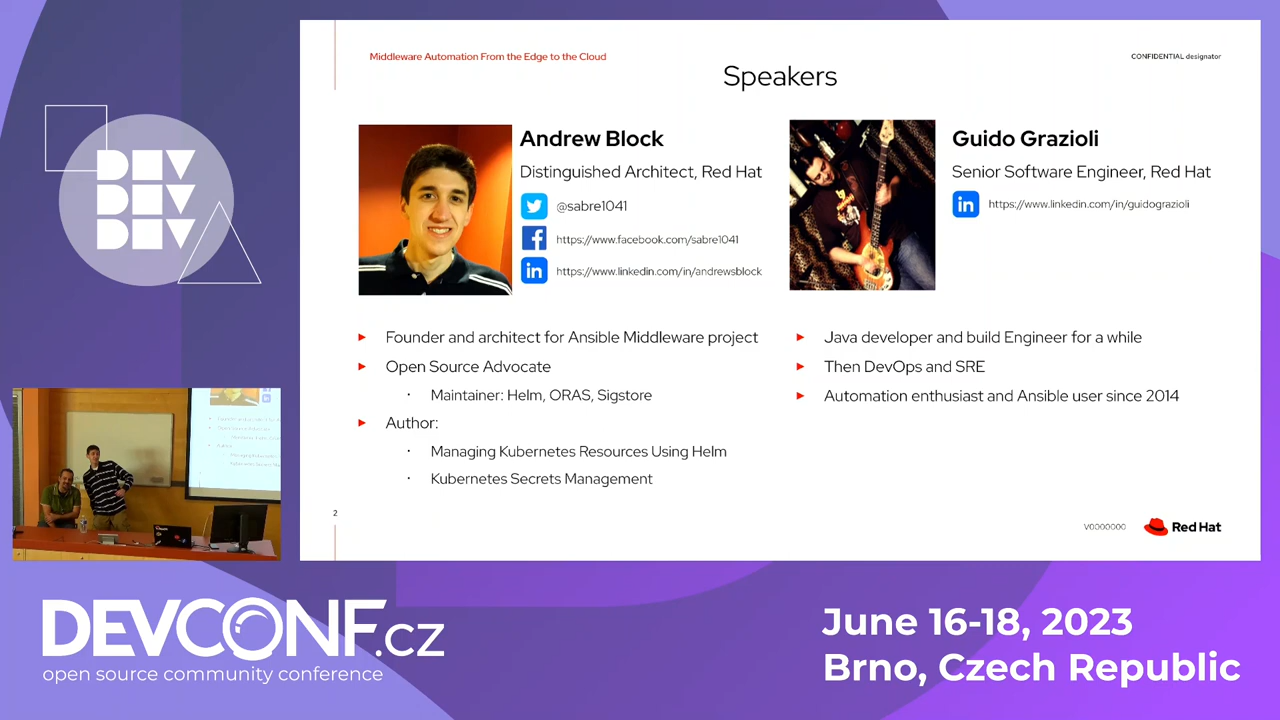 DEV
DEV
DEV
Middleware Automation From the Edge to the Cloud
CONFIDENTIAL designator
Speakers
Andrew Block
Distinguished Architect, Red Hat
@sabre1041
https://www.facebook.com/sabre1041
https://www.linkedin.com/in/andrewsblock
Guido Grazioli
Senior Software Engineer, Red Hat
https://www.linkedin.com/in/guidograzioli
Founder and architect for Ansible Middleware project
Open Source Advocate
Maintainer: Helm, ORAS, Sigstore
Author:
Managing Kubernetes Resources Using Helm
Kubernetes Secrets Management
Java developer and build Engineer for a while
Then DevOps and SRE
Automation enthusiast and Ansible user since 2014
2
V0000000
Red Hat
DEVCONF.cz
open source community conference
June 16-18, 2023
Brno, Czech Republic